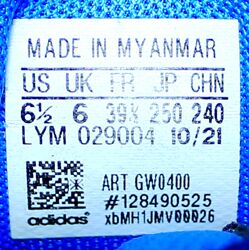 MADE IN MYANMAR
US UK FR JP CHN
6½ 6 39⅓ 250 240
LYM 029004 10/21
ART GW0400
#128490525
adidas xbMH1JMV00026